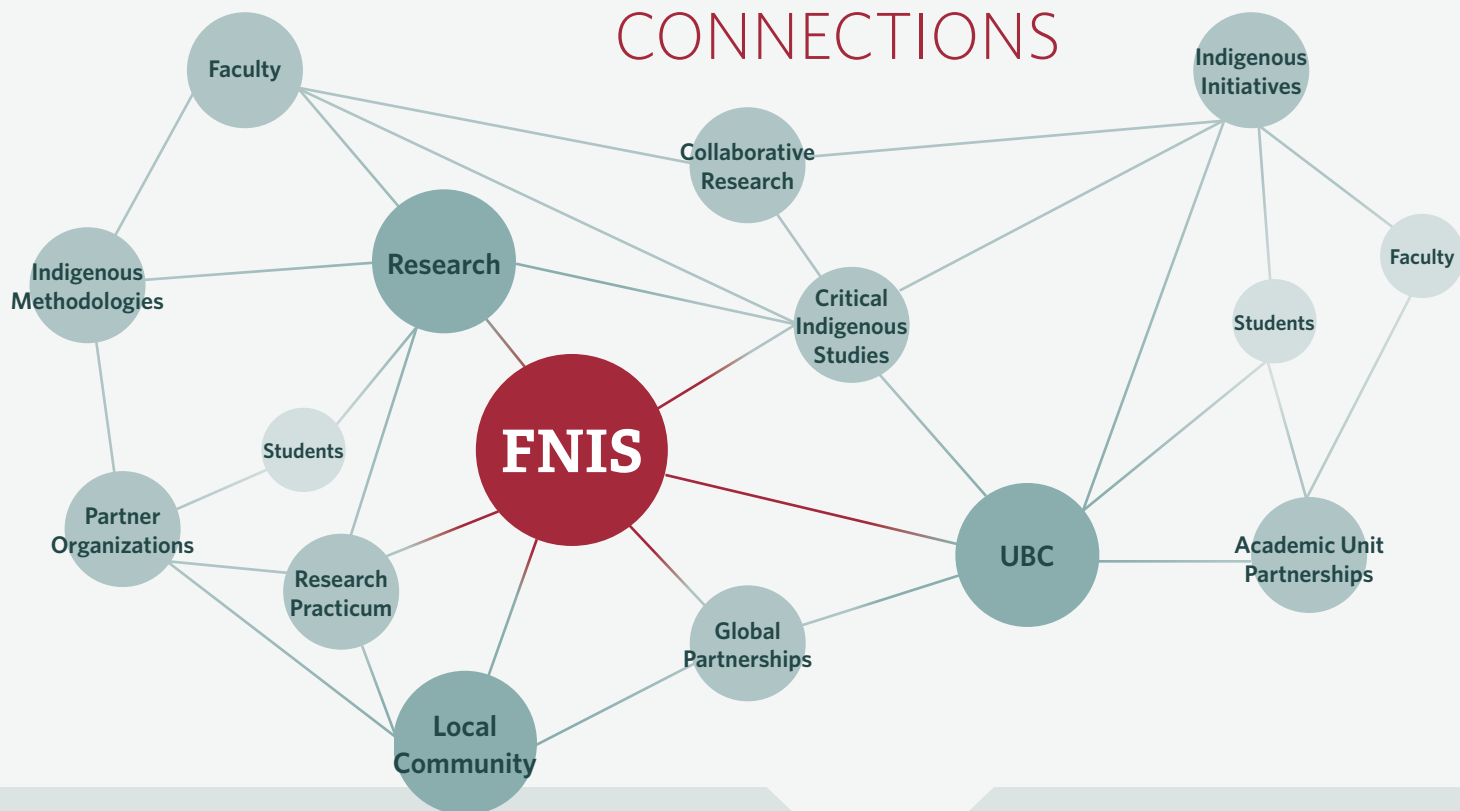 CONNECTIONS
Faculty
Indigenous
Initiatives
Collaborative
Research
Research
Indigenous
Methodologies
Faculty
Critical
Indigenous
Studies
Students
FNIS
Students
Partner
Organizations
UBC
Academic Unit
Partnerships
Research
Practicum
Global
Partnerships
Local
Community